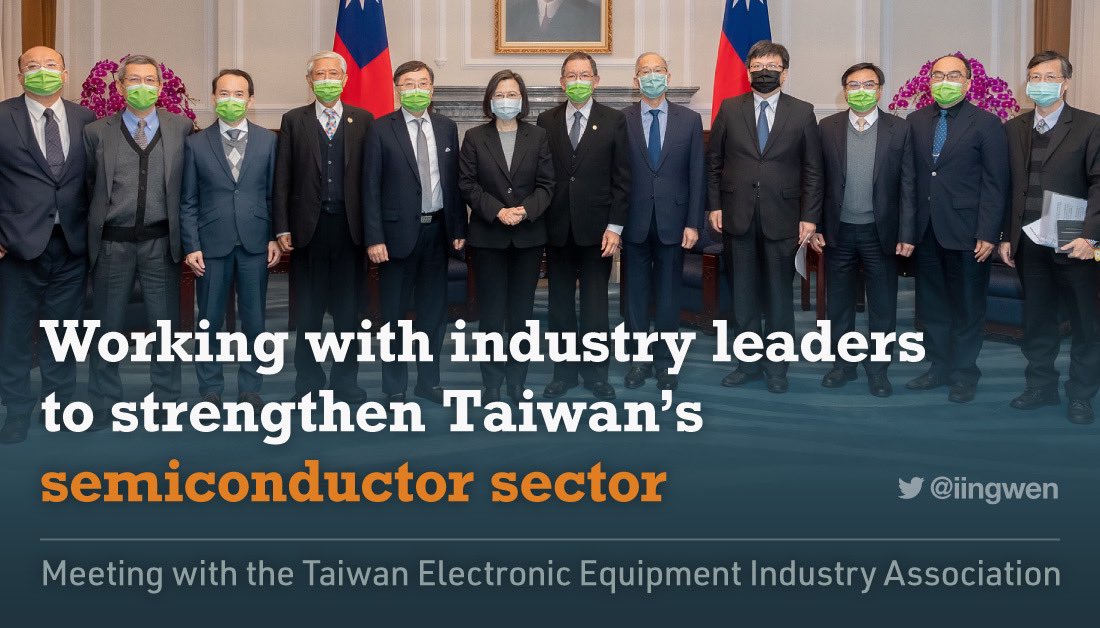 Working with industry leaders
to strengthen Taiwan’s
semiconductor sector
@iingwen
Meeting with the Taiwan Electronic Equipment Industry Association